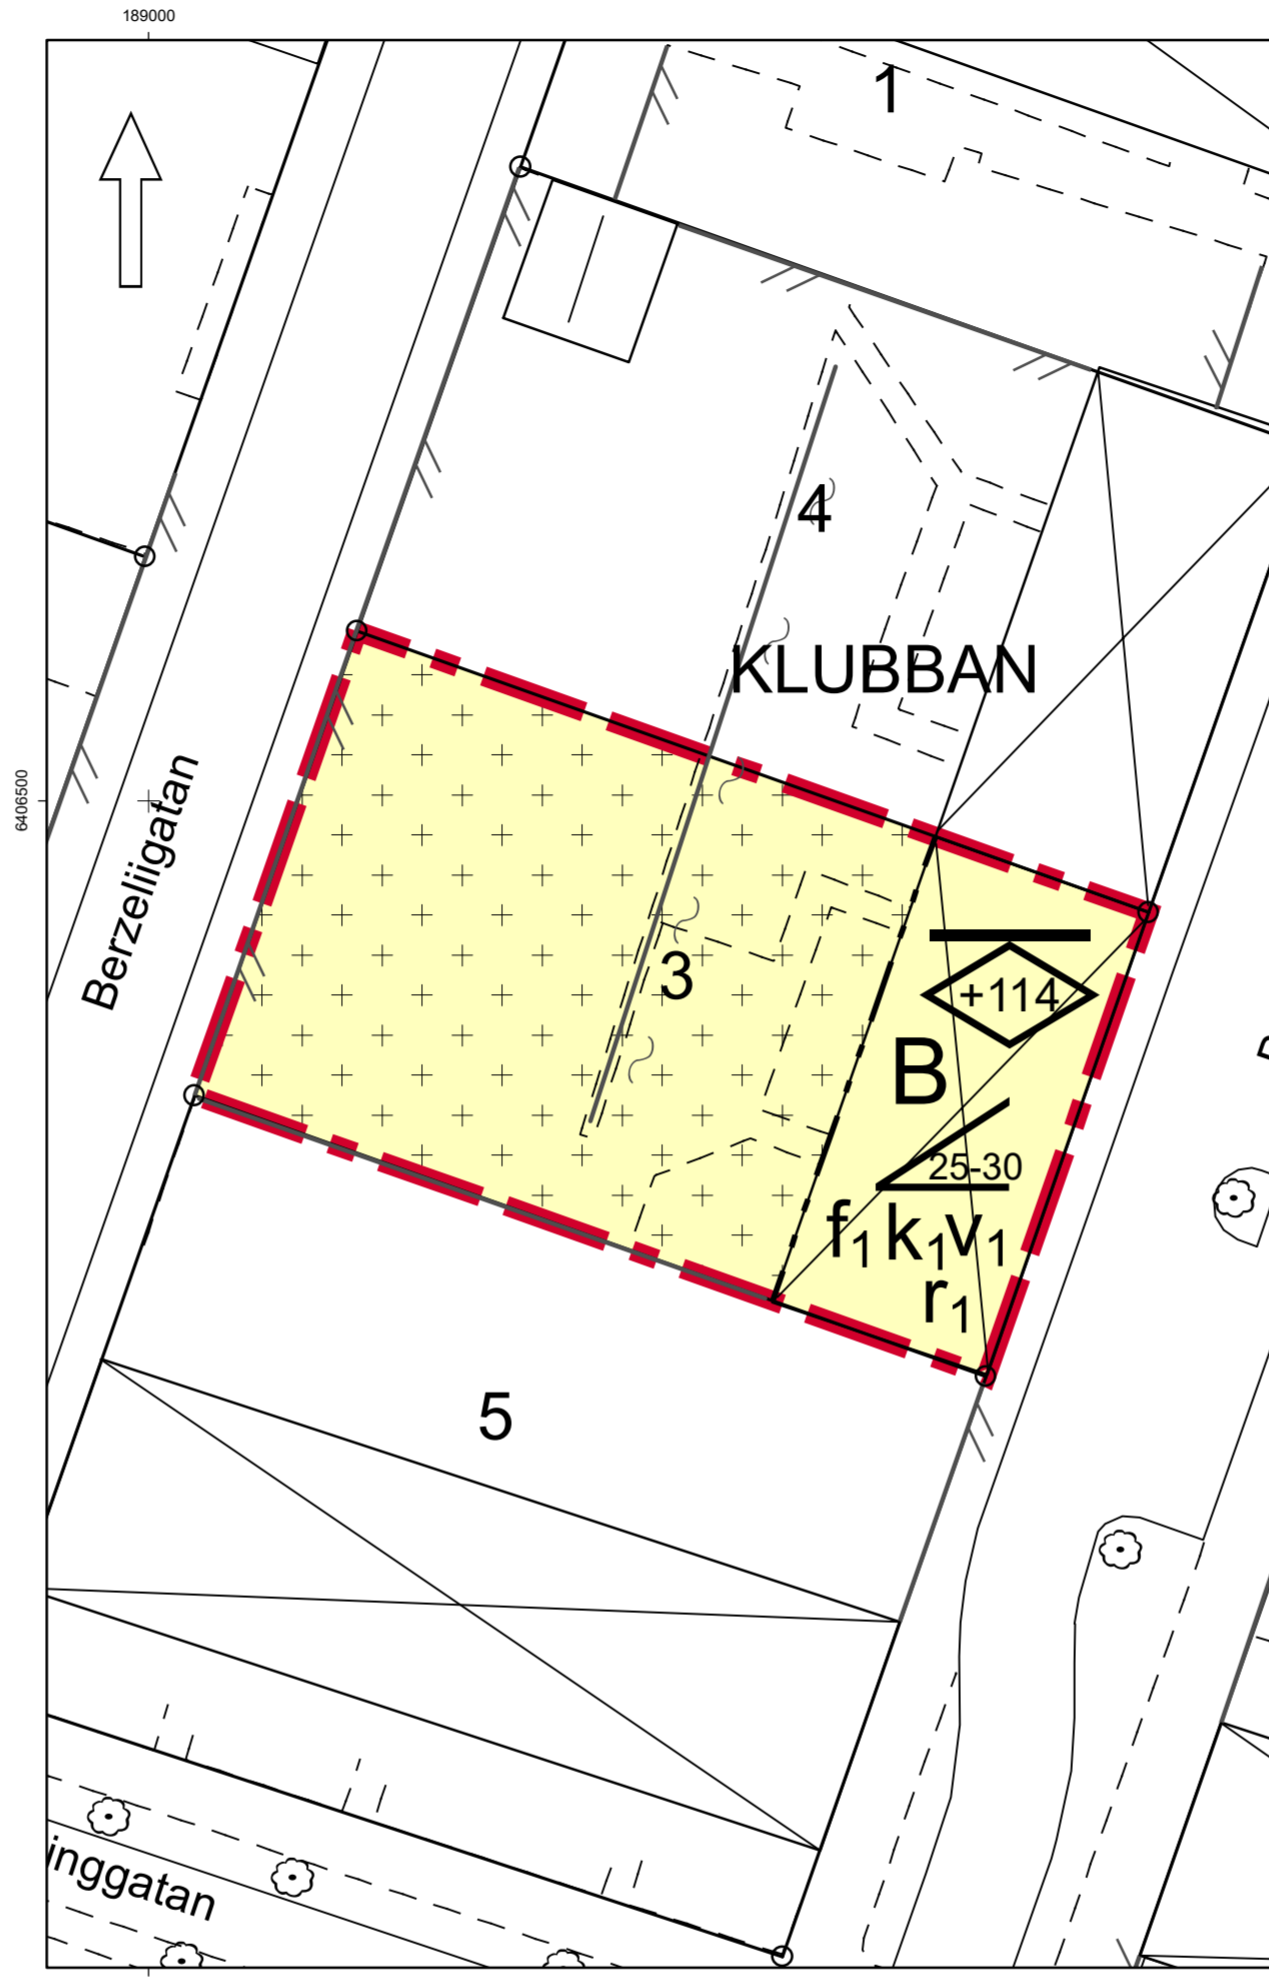 189000
1
4
KLUBBAN
6406500
Berzeliigatan
3
+114
B
25-30
f1 k1 v1
r1
5
inggatan